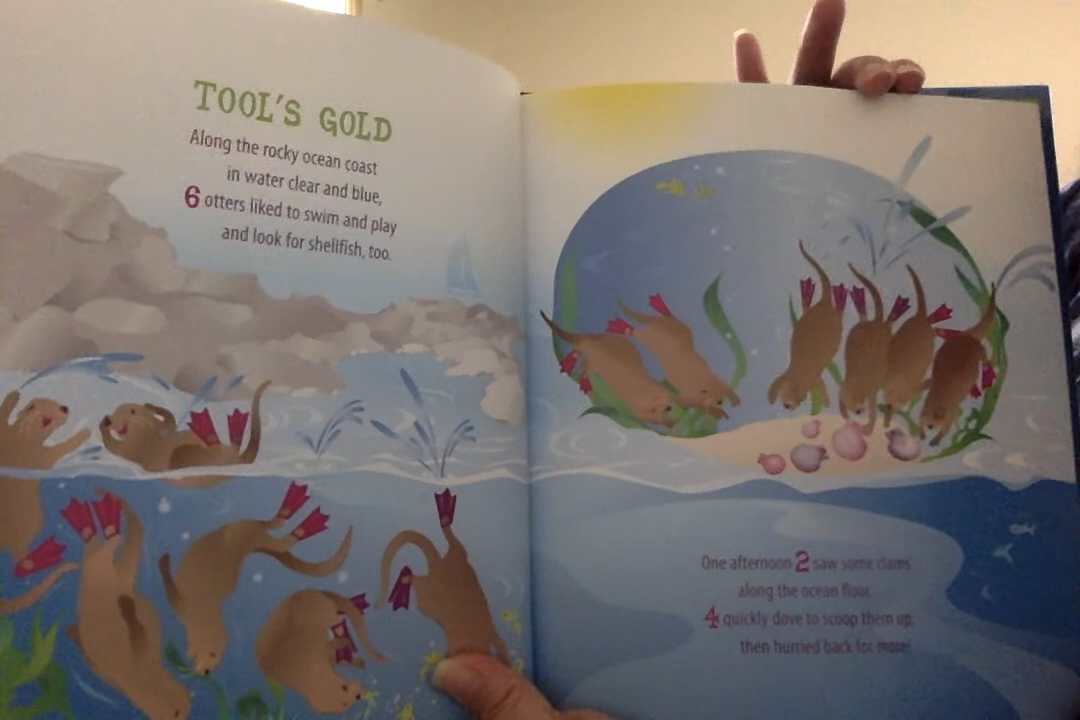 TOOL'S GOLD
Along the rocky ocean coast
in water clear and blue,
6 otters liked to swim and play
and look for shellfish, too.
One afternoon 2 saw some clams
along the ocean floor.
4 quickly dove to scoop them up,
then hurried back for more!